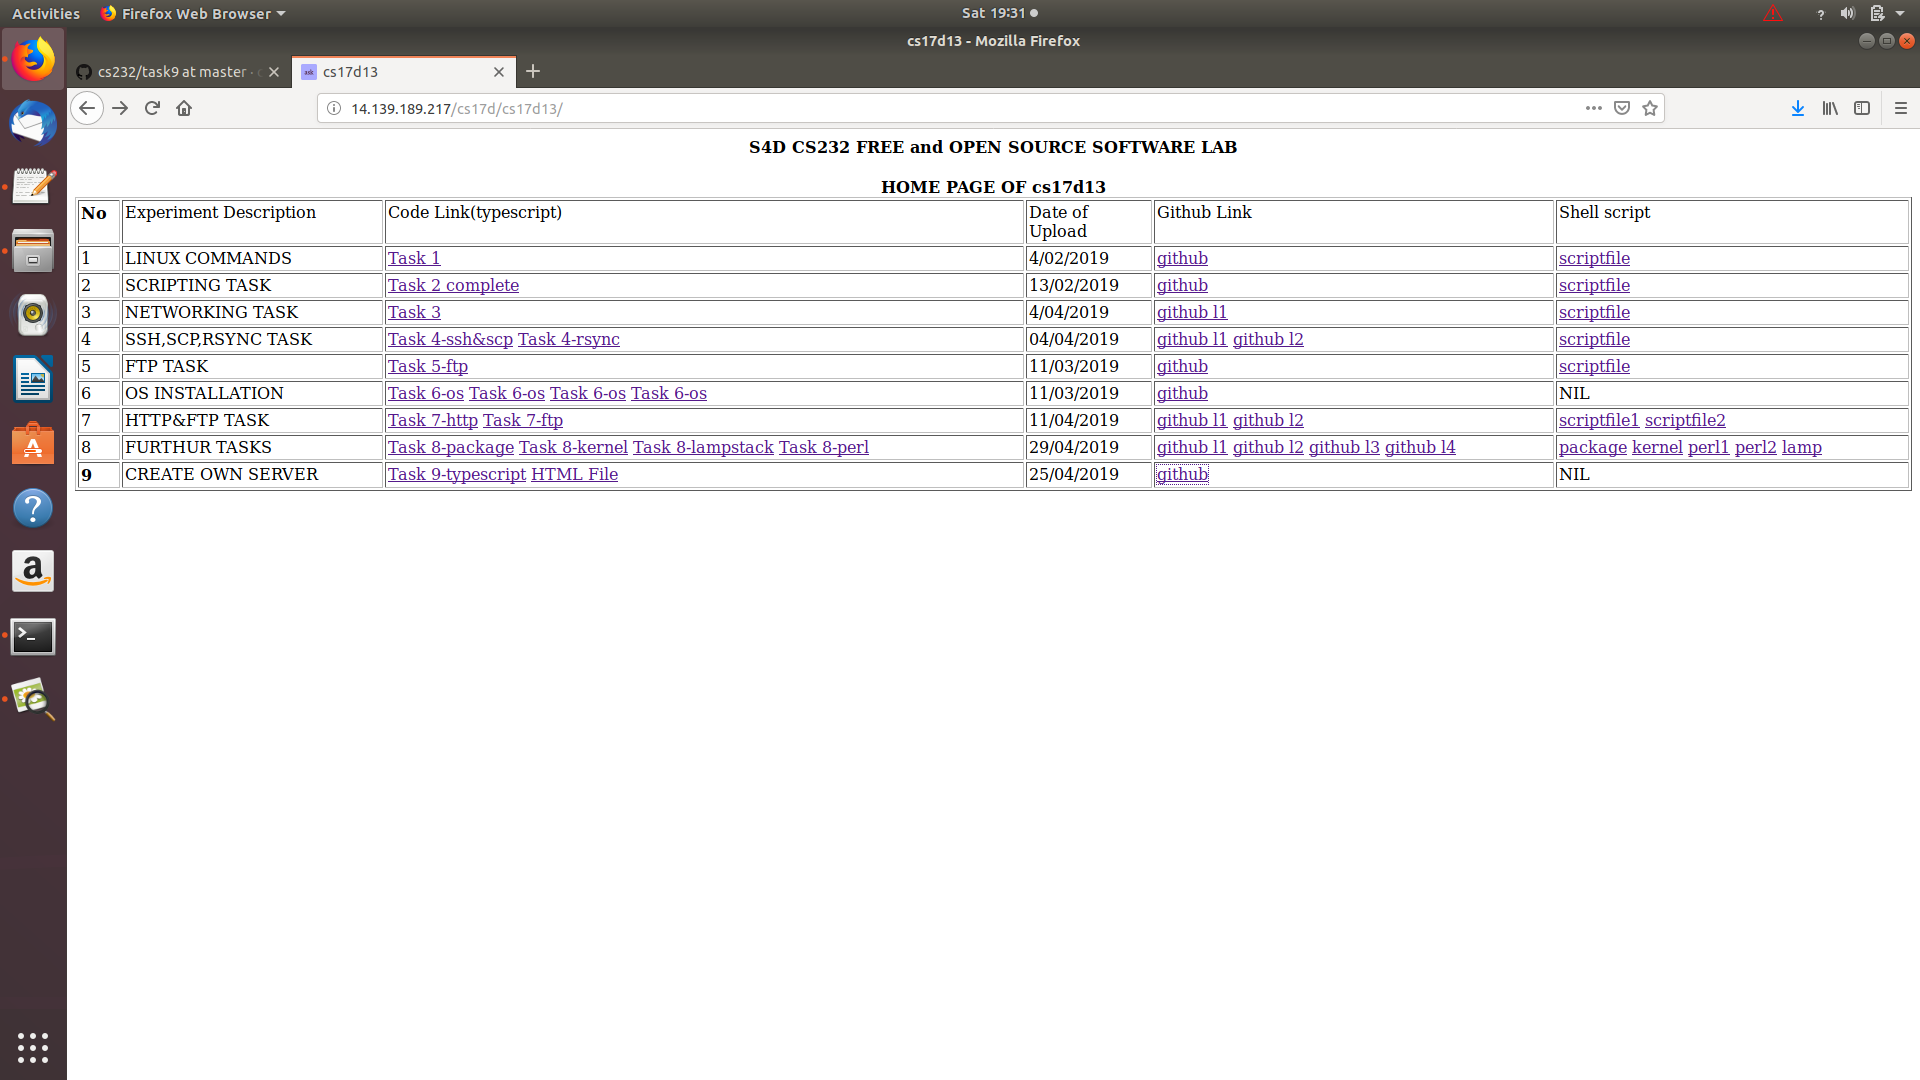 Activities Firefox Web Browser Sat 19:31
cs17d13 - Mozilla Firefox
cs232/task9 at master · cs17d13
14.139.189.217/cs17d/cs17d13/
S4D CS232 FREE and OPEN SOURCE SOFTWARE LAB
HOME PAGE OF cs17d13
No Experiment Description Code Link(typescript) Date of Upload Github Link Shell script
1 LINUX COMMANDS Task 1 4/02/2019 github scriptfile
2 SCRIPTING TASK Task 2 complete 13/02/2019 github scriptfile
3 NETWORKING TASK Task 3 4/04/2019 github l1 scriptfile
4 SSH,SCP,RSYNC TASK Task 4-ssh&scp Task 4-rsync 04/04/2019 github l1 github l2 scriptfile
5 FTP TASK Task 5-ftp 11/03/2019 github scriptfile
6 OS INSTALLATION Task 6-os Task 6-os Task 6-os Task 6-os 11/03/2019 github NIL
7 HTTP&FTP TASK Task 7-http Task 7-ftp 11/04/2019 github l1 github l2 scriptfile1 scriptfile2
8 FURTHUR TASKS Task 8-package Task 8-kernel Task 8-lampstack Task 8-perl 29/04/2019 github l1 github l2 github l3 github l4 package kernel perl1 perl2 lamp
9 CREATE OWN SERVER Task 9-typescript HTML File 25/04/2019 github NIL